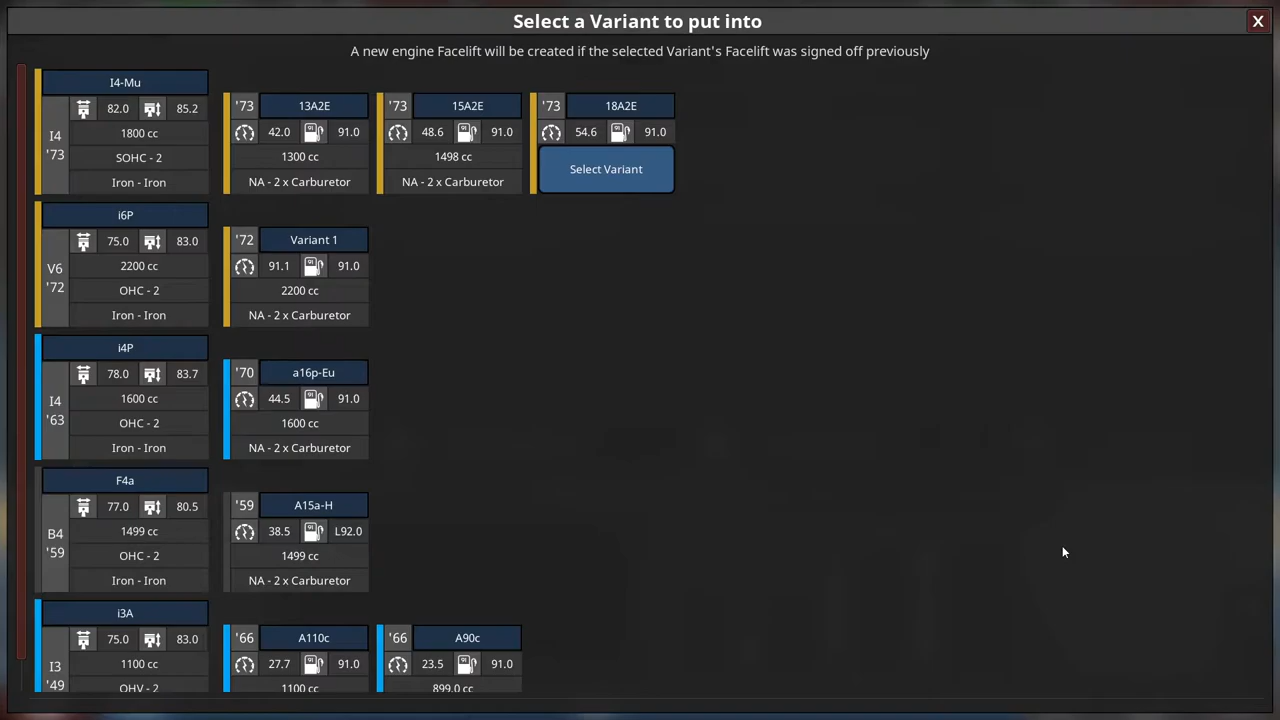 Select a Variant to put into
X
A new engine Facelift will be created if the selected Variant's Facelift was signed off previously
I4-Mu
I4
'73
82.0 85.2
1800 cc
SOHC - 2
Iron - Iron
'73 13A2E
42.0 91.0
1300 cc
NA - 2 x Carburetor
'73 15A2E
48.6 91.0
1498 cc
NA - 2 x Carburetor
'73 18A2E
54.6 91.0
Select Variant
i6P
V6
'72
75.0 83.0
2200 cc
OHC - 2
Iron - Iron
'72 Variant 1
91.1 91.0
2200 cc
NA - 2 x Carburetor
i4P
I4
'63
78.0 83.7
1600 cc
OHC - 2
Iron - Iron
'70 a16p-Eu
44.5 91.0
1600 cc
NA - 2 x Carburetor
F4a
B4
'59
77.0 80.5
1499 cc
OHC - 2
Iron - Iron
'59 A15a-H
38.5 L92.0
1499 cc
NA - 2 x Carburetor
i3A
I3
'49
75.0 83.0
1100 cc
OHV - 2
'66 A110c
27.7 91.0
1100 cc
'66 A90c
23.5 91.0
899.0 cc